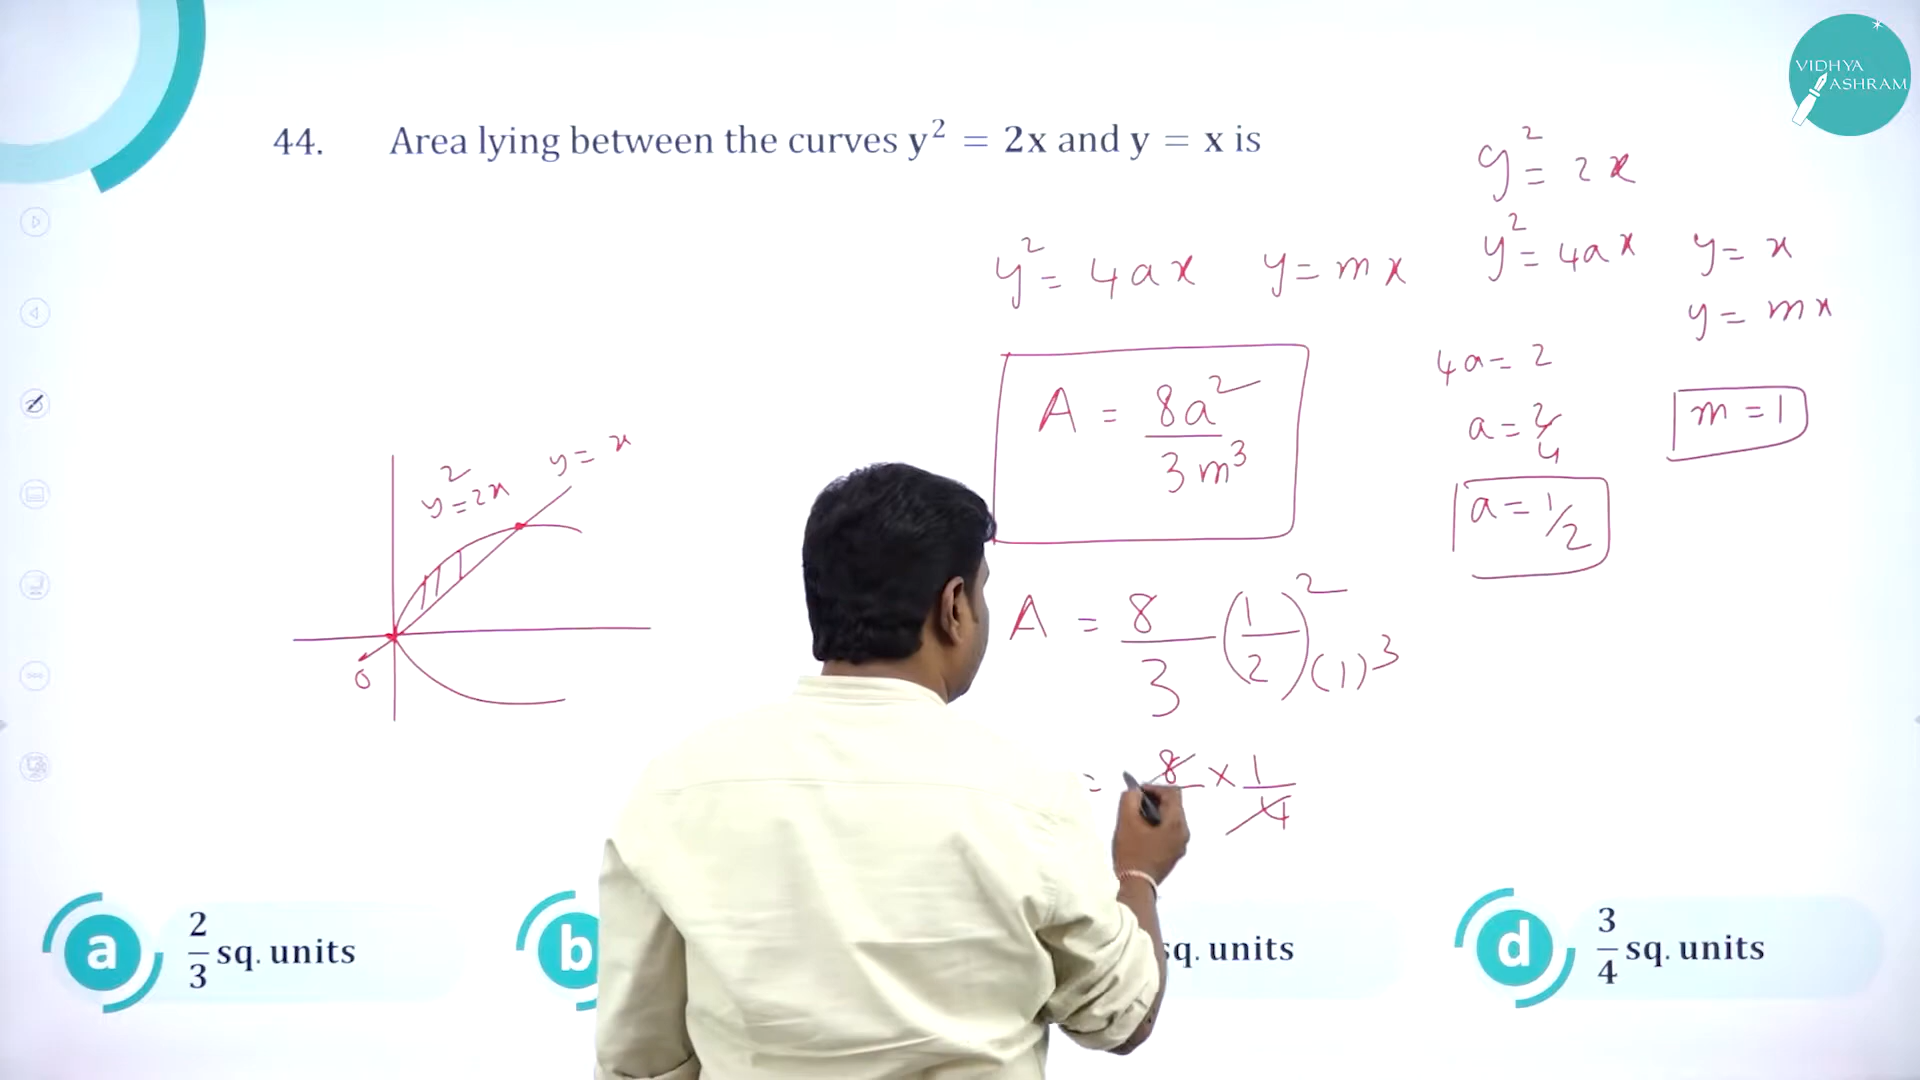 VIDHYA
ASHRAM
44. Area lying between the curves y² = 2x and y = x is
y² = 2x
y² = 4ax y = mx
y² = 4ax
y = x
y = mx
4a = 2
a = 2/4
a = 1/2
m = 1
A = 8a² / 3m³
y² = 2x
y = x
0
A = 8/3 (1/2)² (1)³
= 8 × 1/4
a 2/3 sq. units
b
sq. units
d 3/4 sq. units